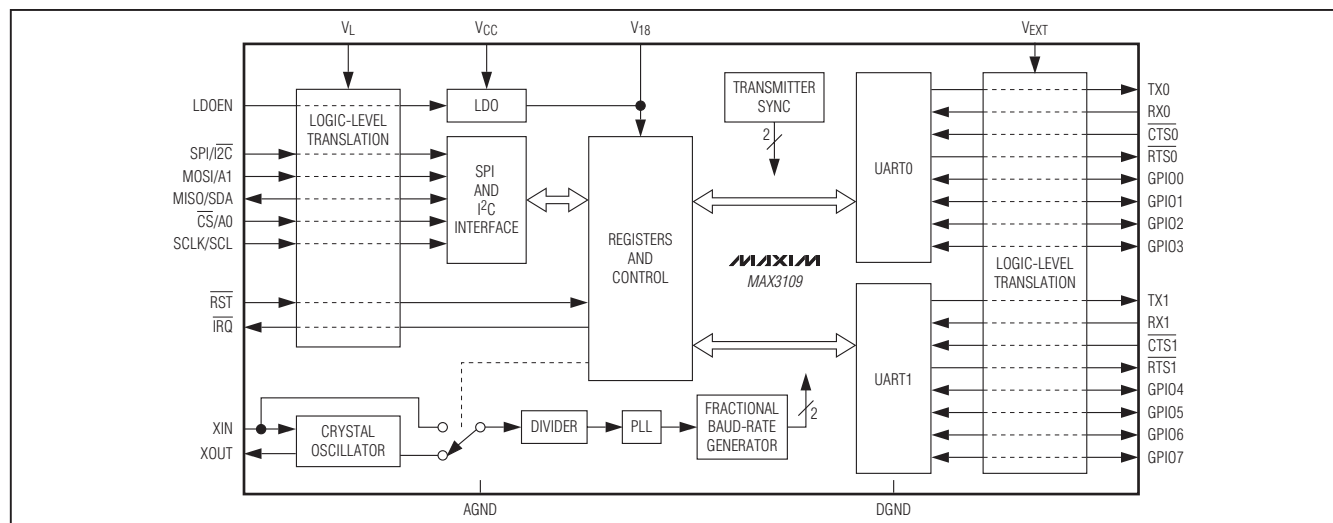 VL
VCC
V18
VEXT
LDOEN
SPI/I2C
MOSI/A1
MISO/SDA
CS/A0
SCLK/SCL
RST
IRQ
XIN
XOUT
LOGIC-LEVEL
TRANSLATION
LDO
SPI
AND
I²C
INTERFACE
REGISTERS
AND
CONTROL
TRANSMITTER
SYNC
2
MAXIM
MAX3109
UART0
UART1
LOGIC-LEVEL
TRANSLATION
TX0
RX0
CTS0
RTS0
GPIO0
GPIO1
GPIO2
GPIO3
TX1
RX1
CTS1
RTS1
GPIO4
GPIO5
GPIO6
GPIO7
CRYSTAL
OSCILLATOR
DIVIDER
PLL
FRACTIONAL
BAUD-RATE
GENERATOR
2
AGND
DGND